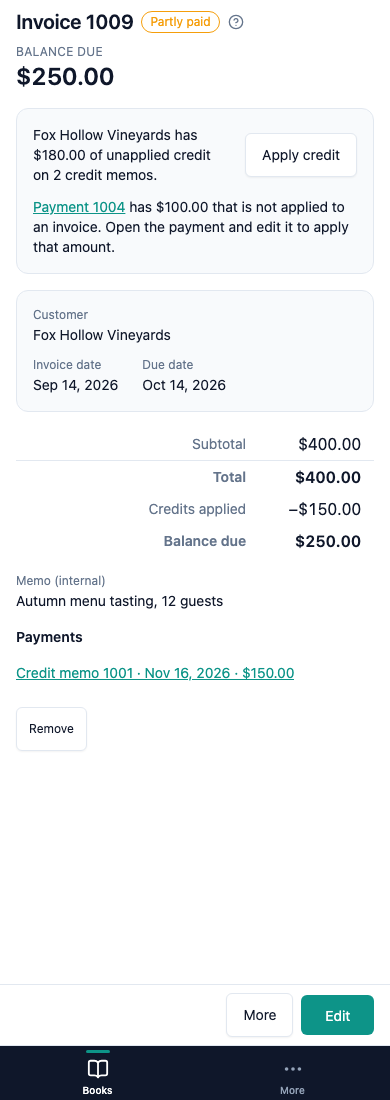 Invoice 1009 Partly paid
BALANCE DUE
$250.00
Fox Hollow Vineyards has
$180.00 of unapplied credit
on 2 credit memos.
Apply credit
Payment 1004 has $100.00 that is not applied to
an invoice. Open the payment and edit it to apply
that amount.
Customer
Fox Hollow Vineyards
Invoice date Due date
Sep 14, 2026 Oct 14, 2026
Subtotal $400.00
Total $400.00
Credits applied –$150.00
Balance due $250.00
Memo (internal)
Autumn menu tasting, 12 guests
Payments
Credit memo 1001 · Nov 16, 2026 · $150.00
Remove
More Edit
Books More